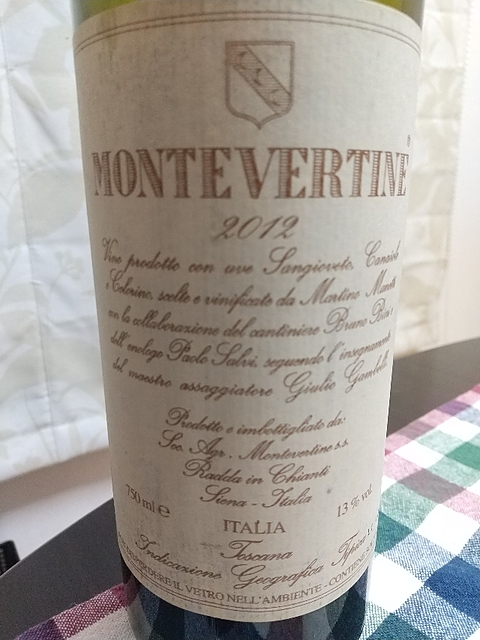 MONTEVERTINE®
2012
Vino prodotto con uve Sangioveto, Canaiolo
e Colorino, scelte e vinificate da Martino Manetti
con la collaborazione del cantiniere Bruno Bini e
dell'enologo Paolo Salvi, seguendo l'insegnamento
del maestro assaggiatore Giulio Gambelli
Prodotto e imbottigliato da:
Soc. Agr. Montevertine s.s.
Radda in Chianti
Siena - Italia
750 ml e 13 % vol.
ITALIA
Toscana
Indicazione Geografica
IL VETRO NELL'AMBIENTE - CONTIENE